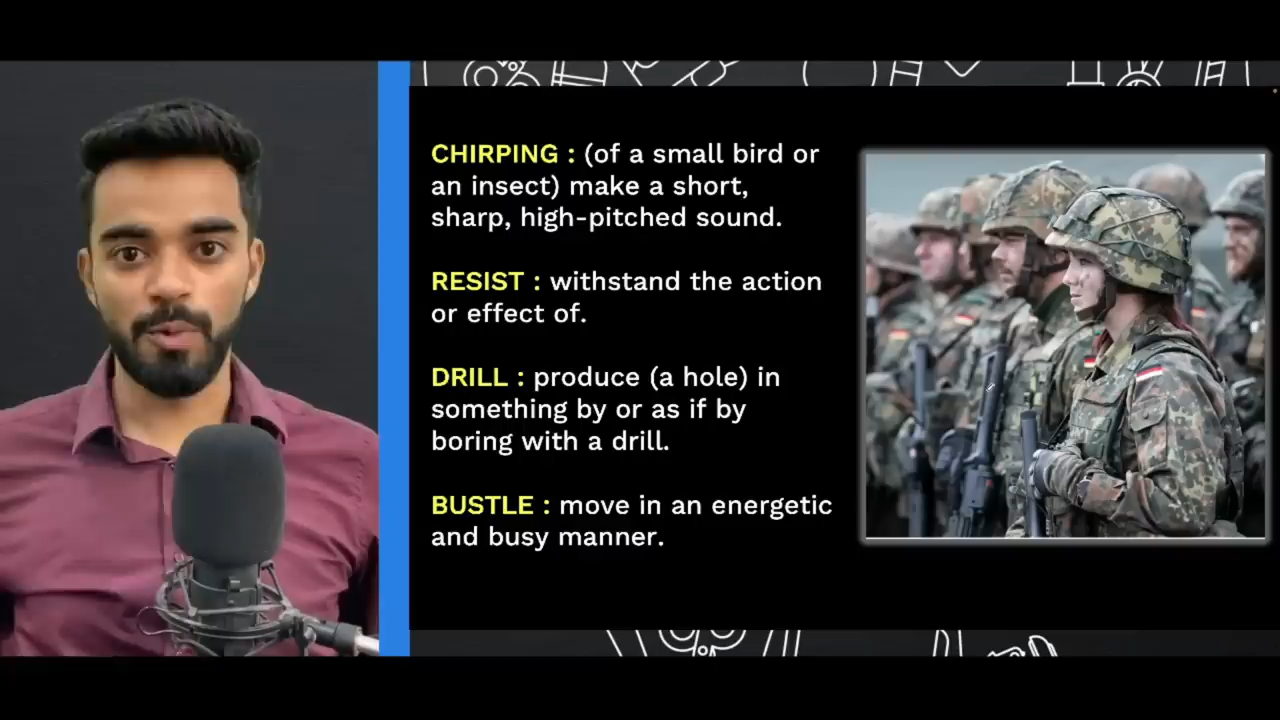 CHIRPING : (of a small bird or
an insect) make a short,
sharp, high-pitched sound.
RESIST : withstand the action
or effect of.
DRILL : produce (a hole) in
something by or as if by
boring with a drill.
BUSTLE : move in an energetic
and busy manner.